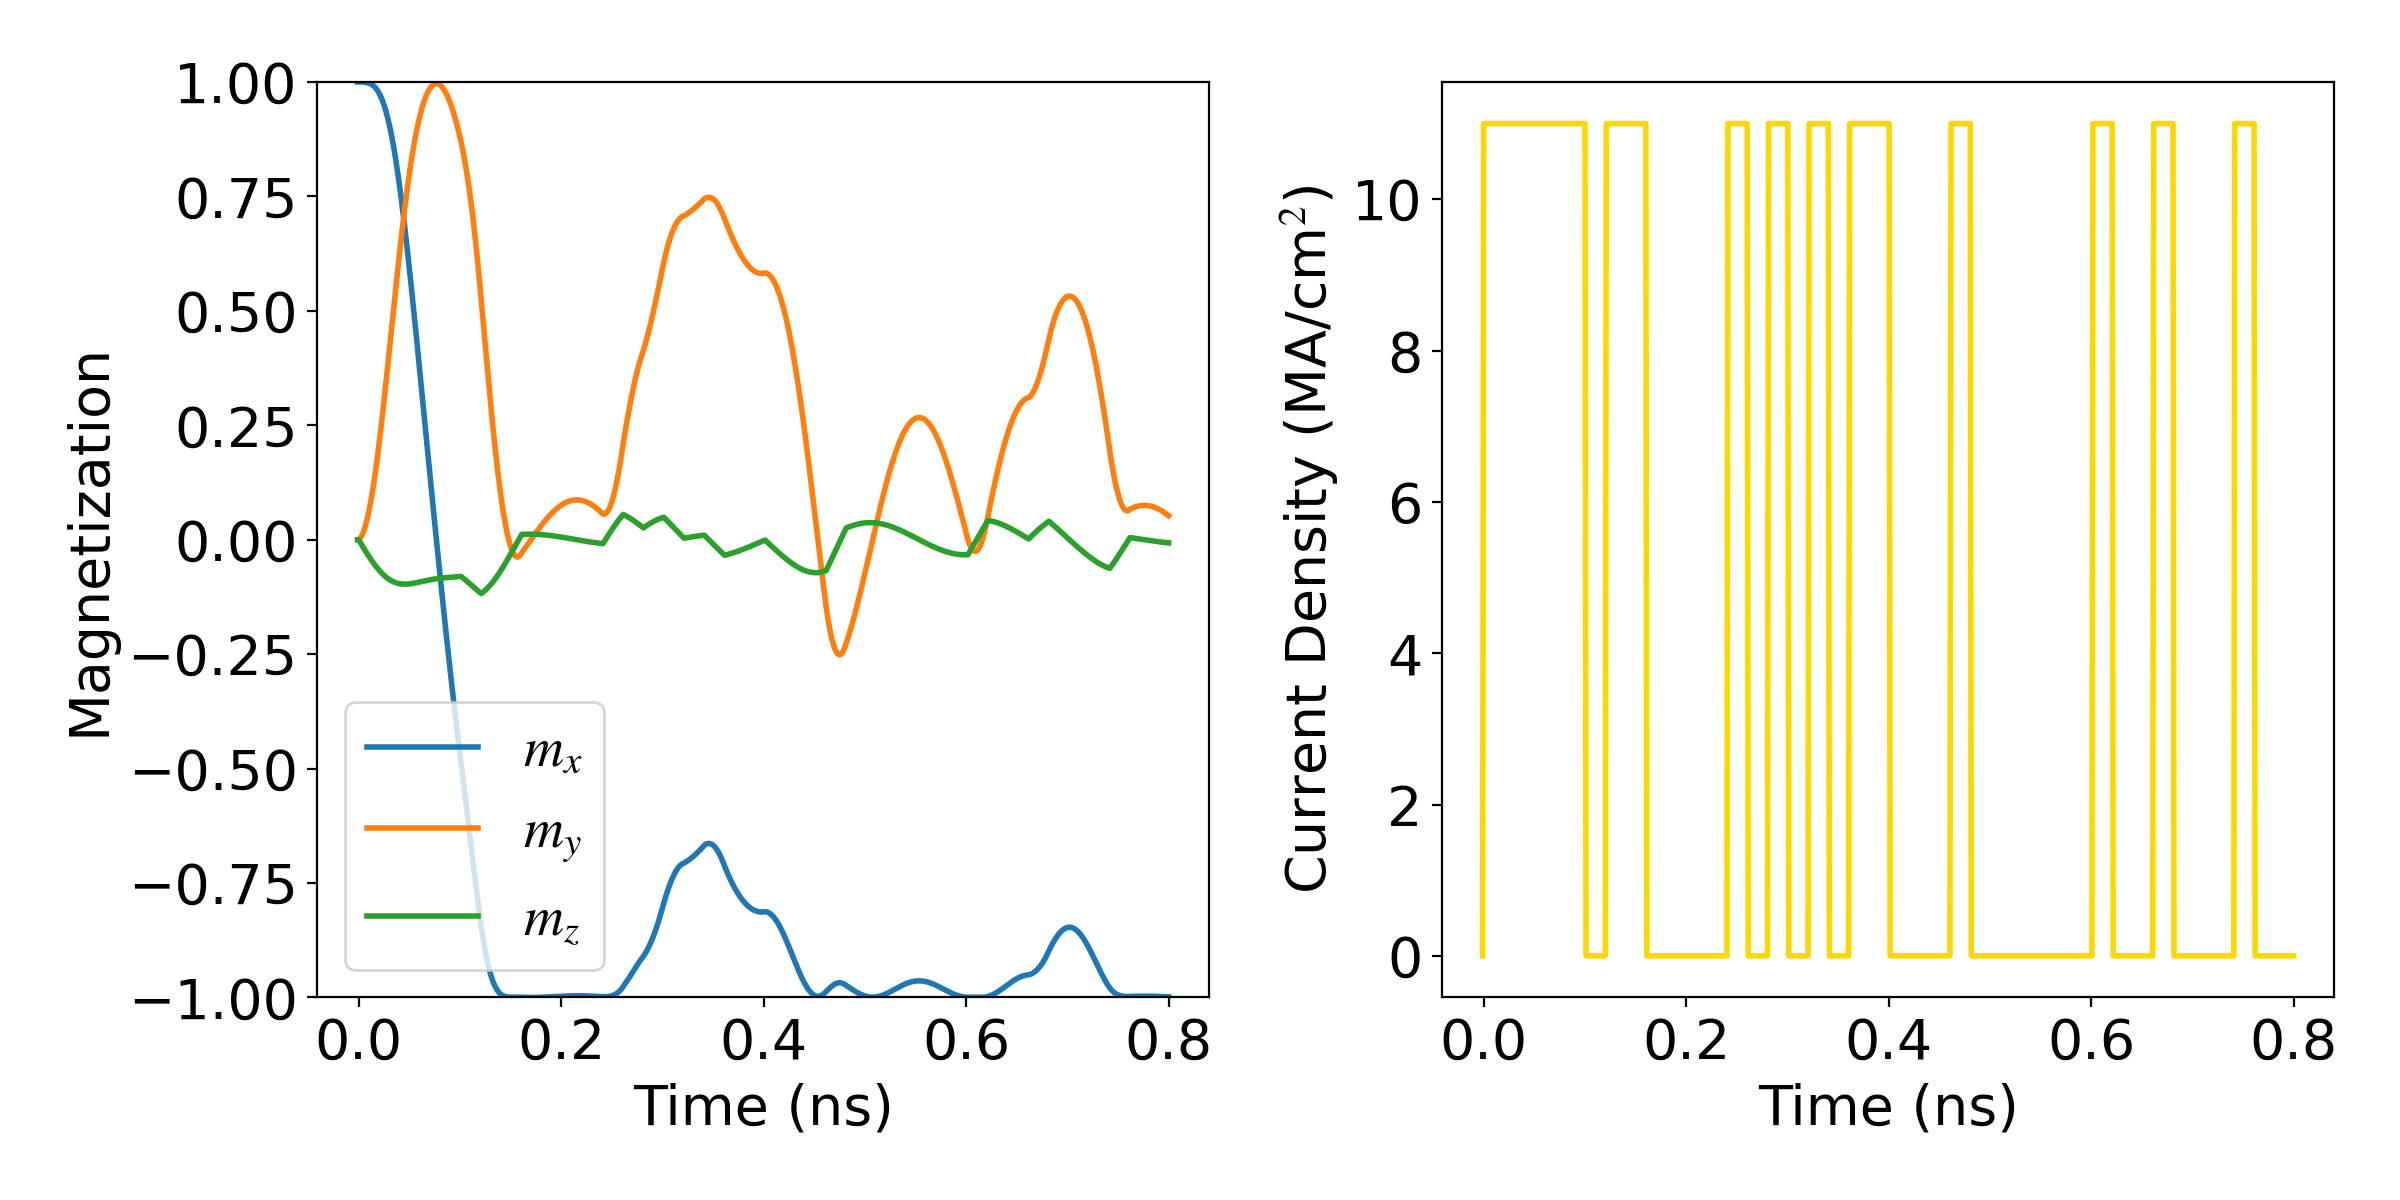 Magnetization
1.00
0.75
0.50
0.25
0.00
−0.25
−0.50
−0.75
−1.00
m_x
m_y
m_z
0.0 0.2 0.4 0.6 0.8
Time (ns)
Current Density (MA/cm²)
10
8
6
4
2
0
0.0 0.2 0.4 0.6 0.8
Time (ns)